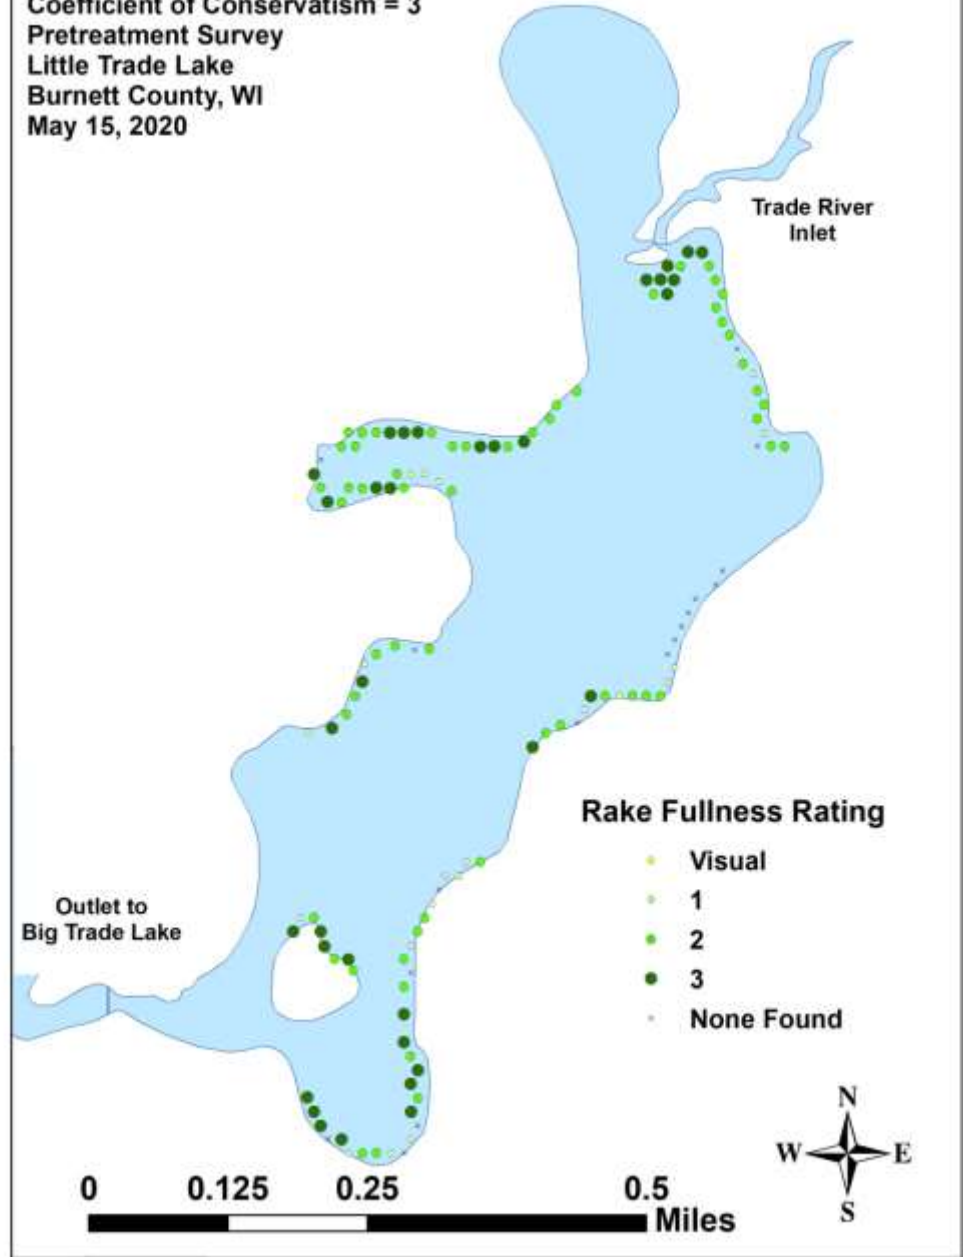 Coefficient of Conservatism = 3
Pretreatment Survey
Little Trade Lake
Burnett County, WI
May 15, 2020
Trade River
Inlet
Rake Fullness Rating
Visual
1
2
3
None Found
Outlet to
Big Trade Lake
N
W E
S
0 0.125 0.25 0.5
Miles